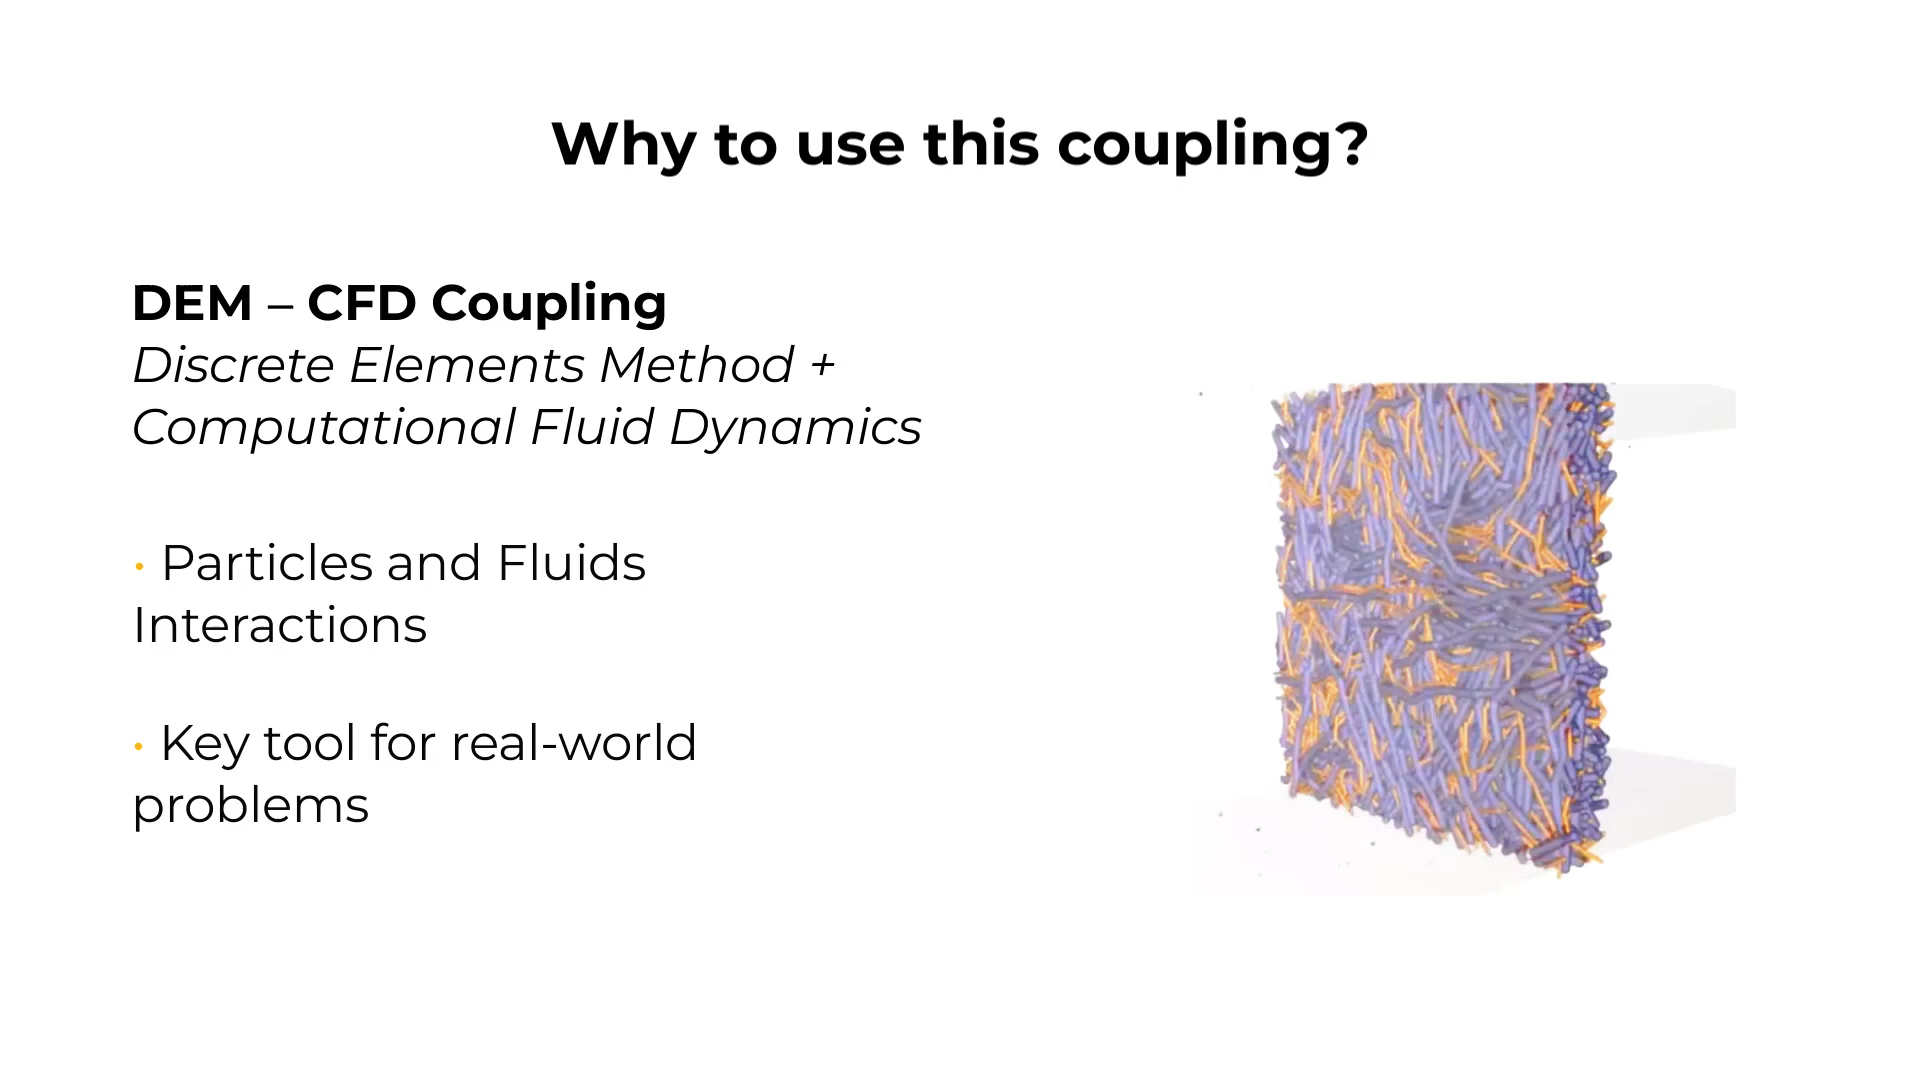 Why to use this coupling?
DEM – CFD Coupling
Discrete Elements Method +
Computational Fluid Dynamics
• Particles and Fluids
Interactions
• Key tool for real-world
problems